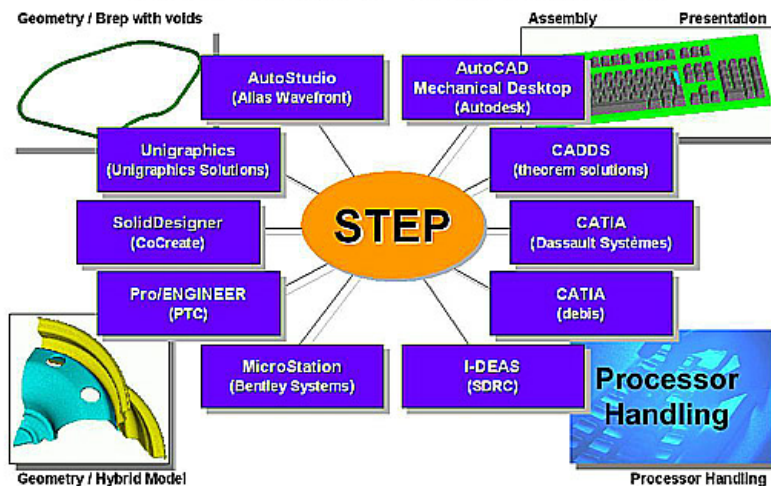 Geometry / Brep with voids
Assembly Presentation
AutoStudio
(Alias Wavefront)
AutoCAD
Mechanical Desktop
(Autodesk)
Unigraphics
(Unigraphics Solutions)
CADDS
(theorem solutions)
STEP
SolidDesigner
(CoCreate)
CATIA
(Dassault Systèmes)
Pro/ENGINEER
(PTC)
CATIA
(debis)
MicroStation
(Bentley Systems)
I-DEAS
(SDRC)
Processor
Handling
Geometry / Hybrid Model
Processor Handling